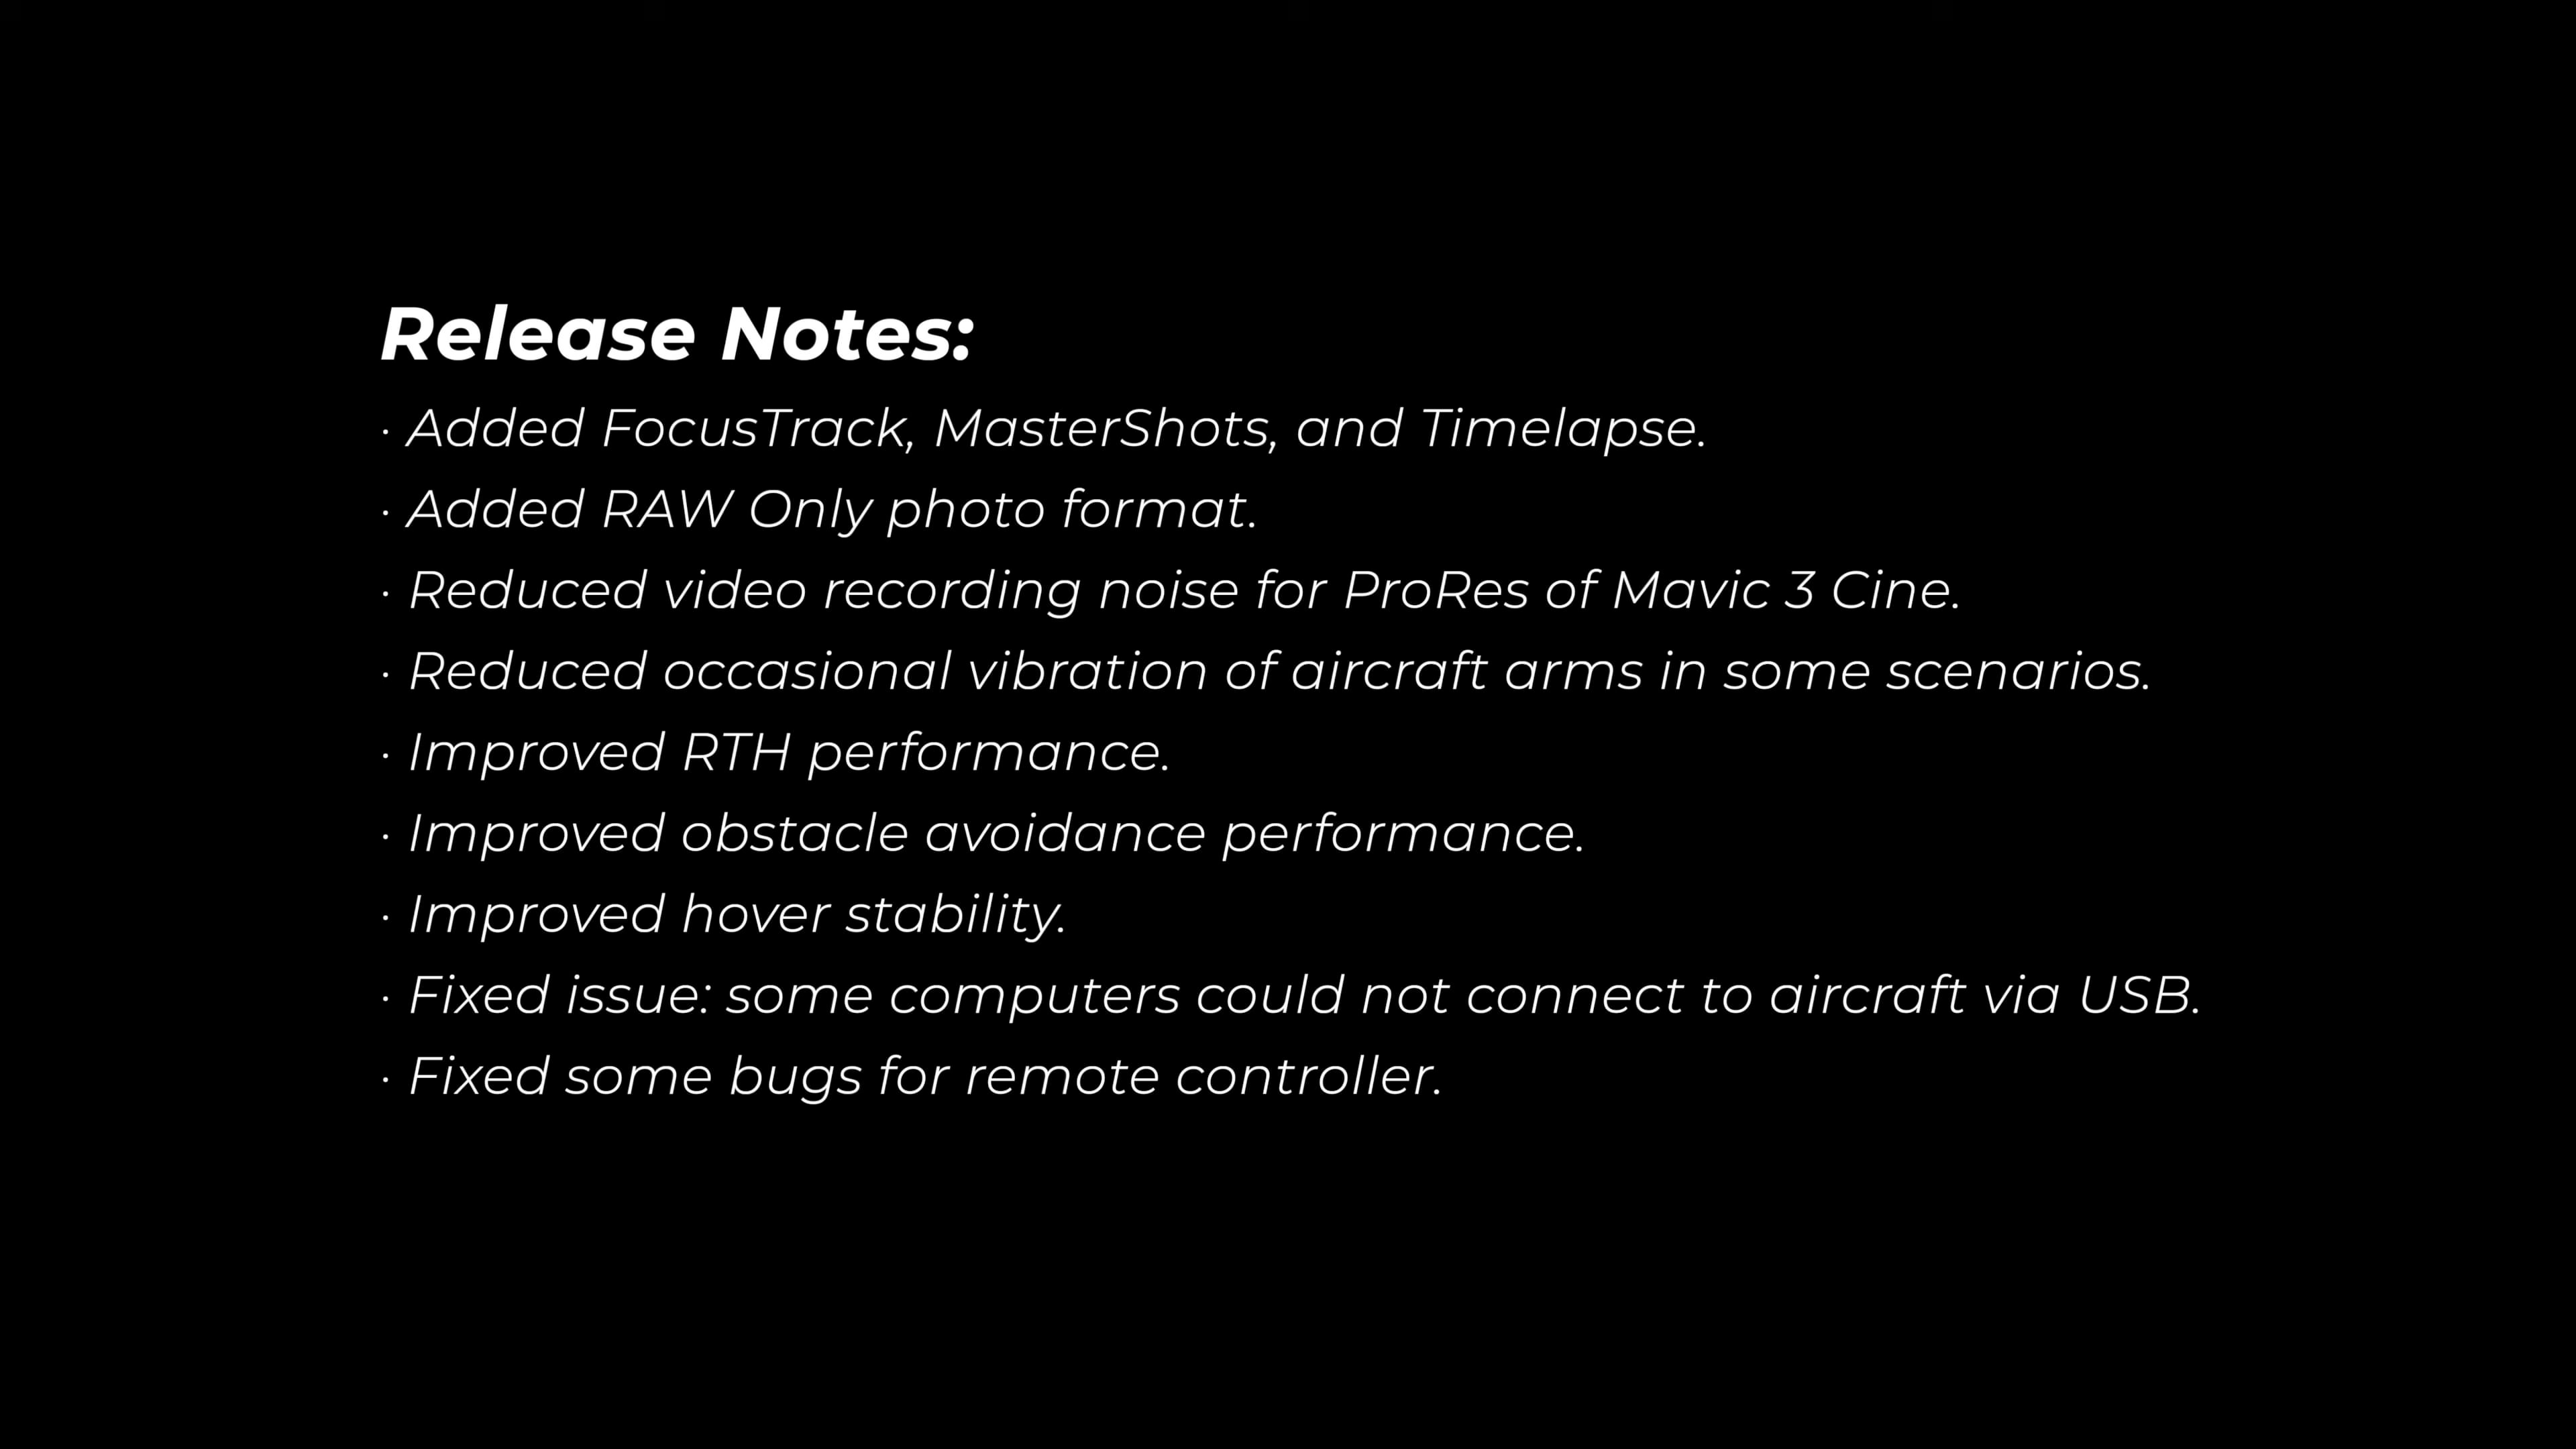 Release Notes:
· Added FocusTrack, MasterShots, and Timelapse.
· Added RAW Only photo format.
· Reduced video recording noise for ProRes of Mavic 3 Cine.
· Reduced occasional vibration of aircraft arms in some scenarios.
· Improved RTH performance.
· Improved obstacle avoidance performance.
· Improved hover stability.
· Fixed issue: some computers could not connect to aircraft via USB.
· Fixed some bugs for remote controller.